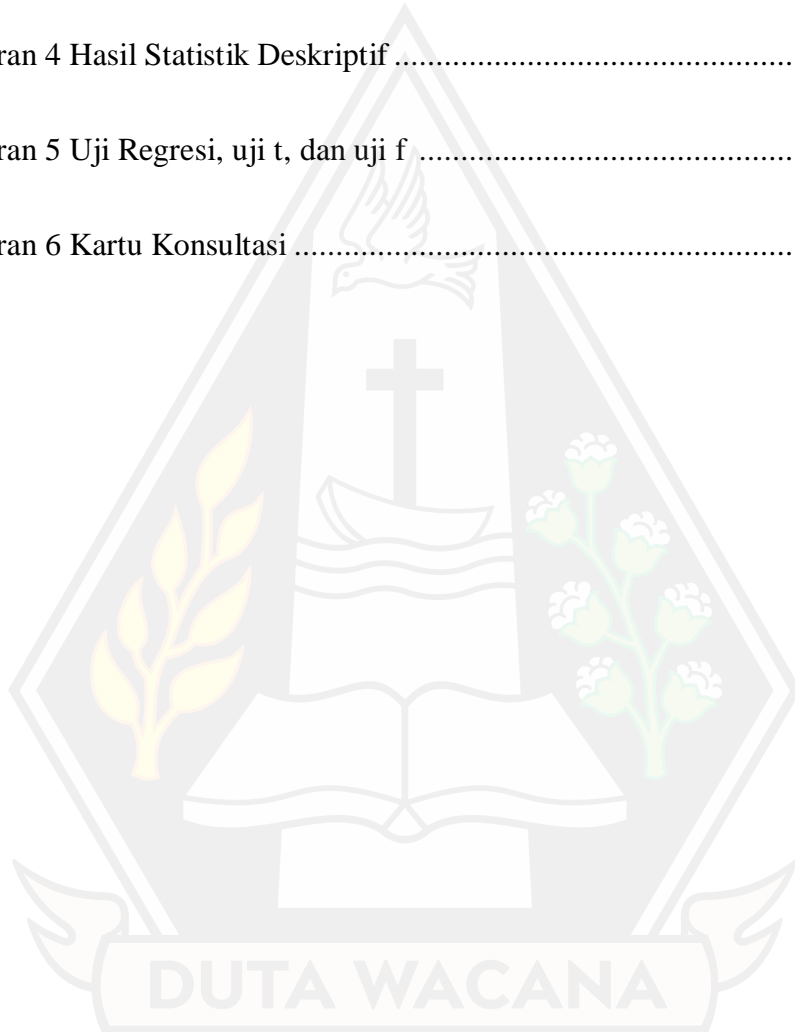 ran 4 Hasil Statistik Deskriptif ..................................................
ran 5 Uji Regresi, uji t, dan uji f ...............................................
ran 6 Kartu Konsultasi ...............................................................
DUTA WACANA